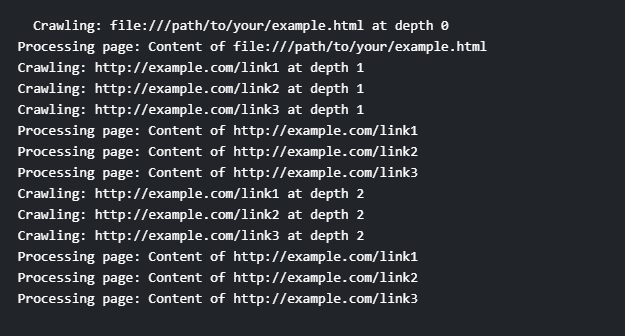 Crawling: file:///path/to/your/example.html at depth 0
Processing page: Content of file:///path/to/your/example.html
Crawling: http://example.com/link1 at depth 1
Crawling: http://example.com/link2 at depth 1
Crawling: http://example.com/link3 at depth 1
Processing page: Content of http://example.com/link1
Processing page: Content of http://example.com/link2
Processing page: Content of http://example.com/link3
Crawling: http://example.com/link1 at depth 2
Crawling: http://example.com/link2 at depth 2
Crawling: http://example.com/link3 at depth 2
Processing page: Content of http://example.com/link1
Processing page: Content of http://example.com/link2
Processing page: Content of http://example.com/link3